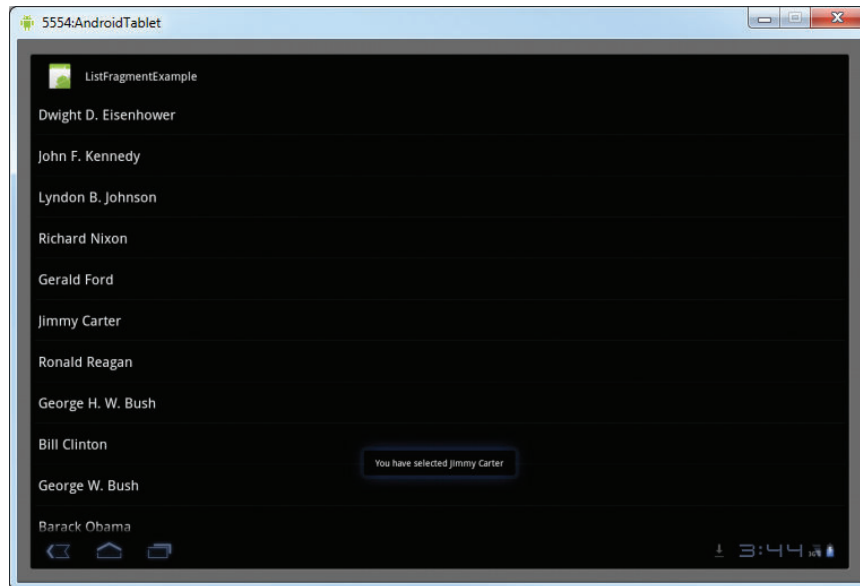 5554:AndroidTablet
ListFragmentExample
Dwight D. Eisenhower
John F. Kennedy
Lyndon B. Johnson
Richard Nixon
Gerald Ford
Jimmy Carter
Ronald Reagan
George H. W. Bush
Bill Clinton
You have selected Jimmy Carter
George W. Bush
Barack Obama
3:44